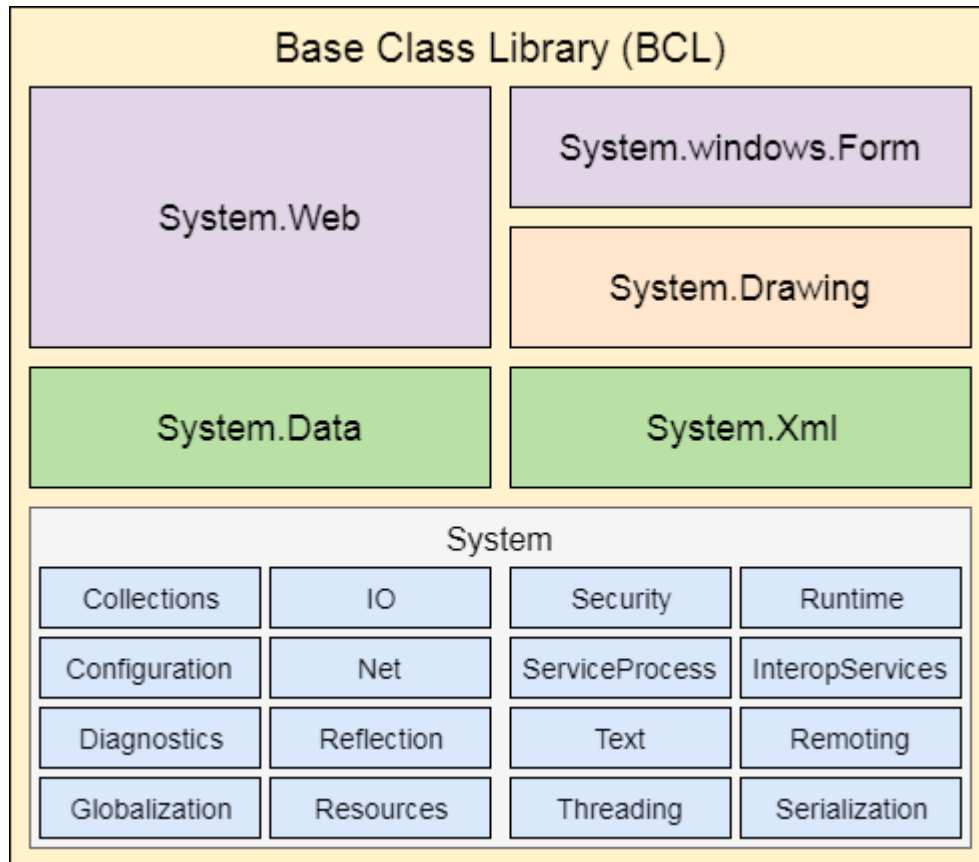 Base Class Library (BCL)
System.Web
System.windows.Form
System.Drawing
System.Data
System.Xml
System
Collections
IO
Security
Runtime
Configuration
Net
ServiceProcess
InteropServices
Diagnostics
Reflection
Text
Remoting
Globalization
Resources
Threading
Serialization